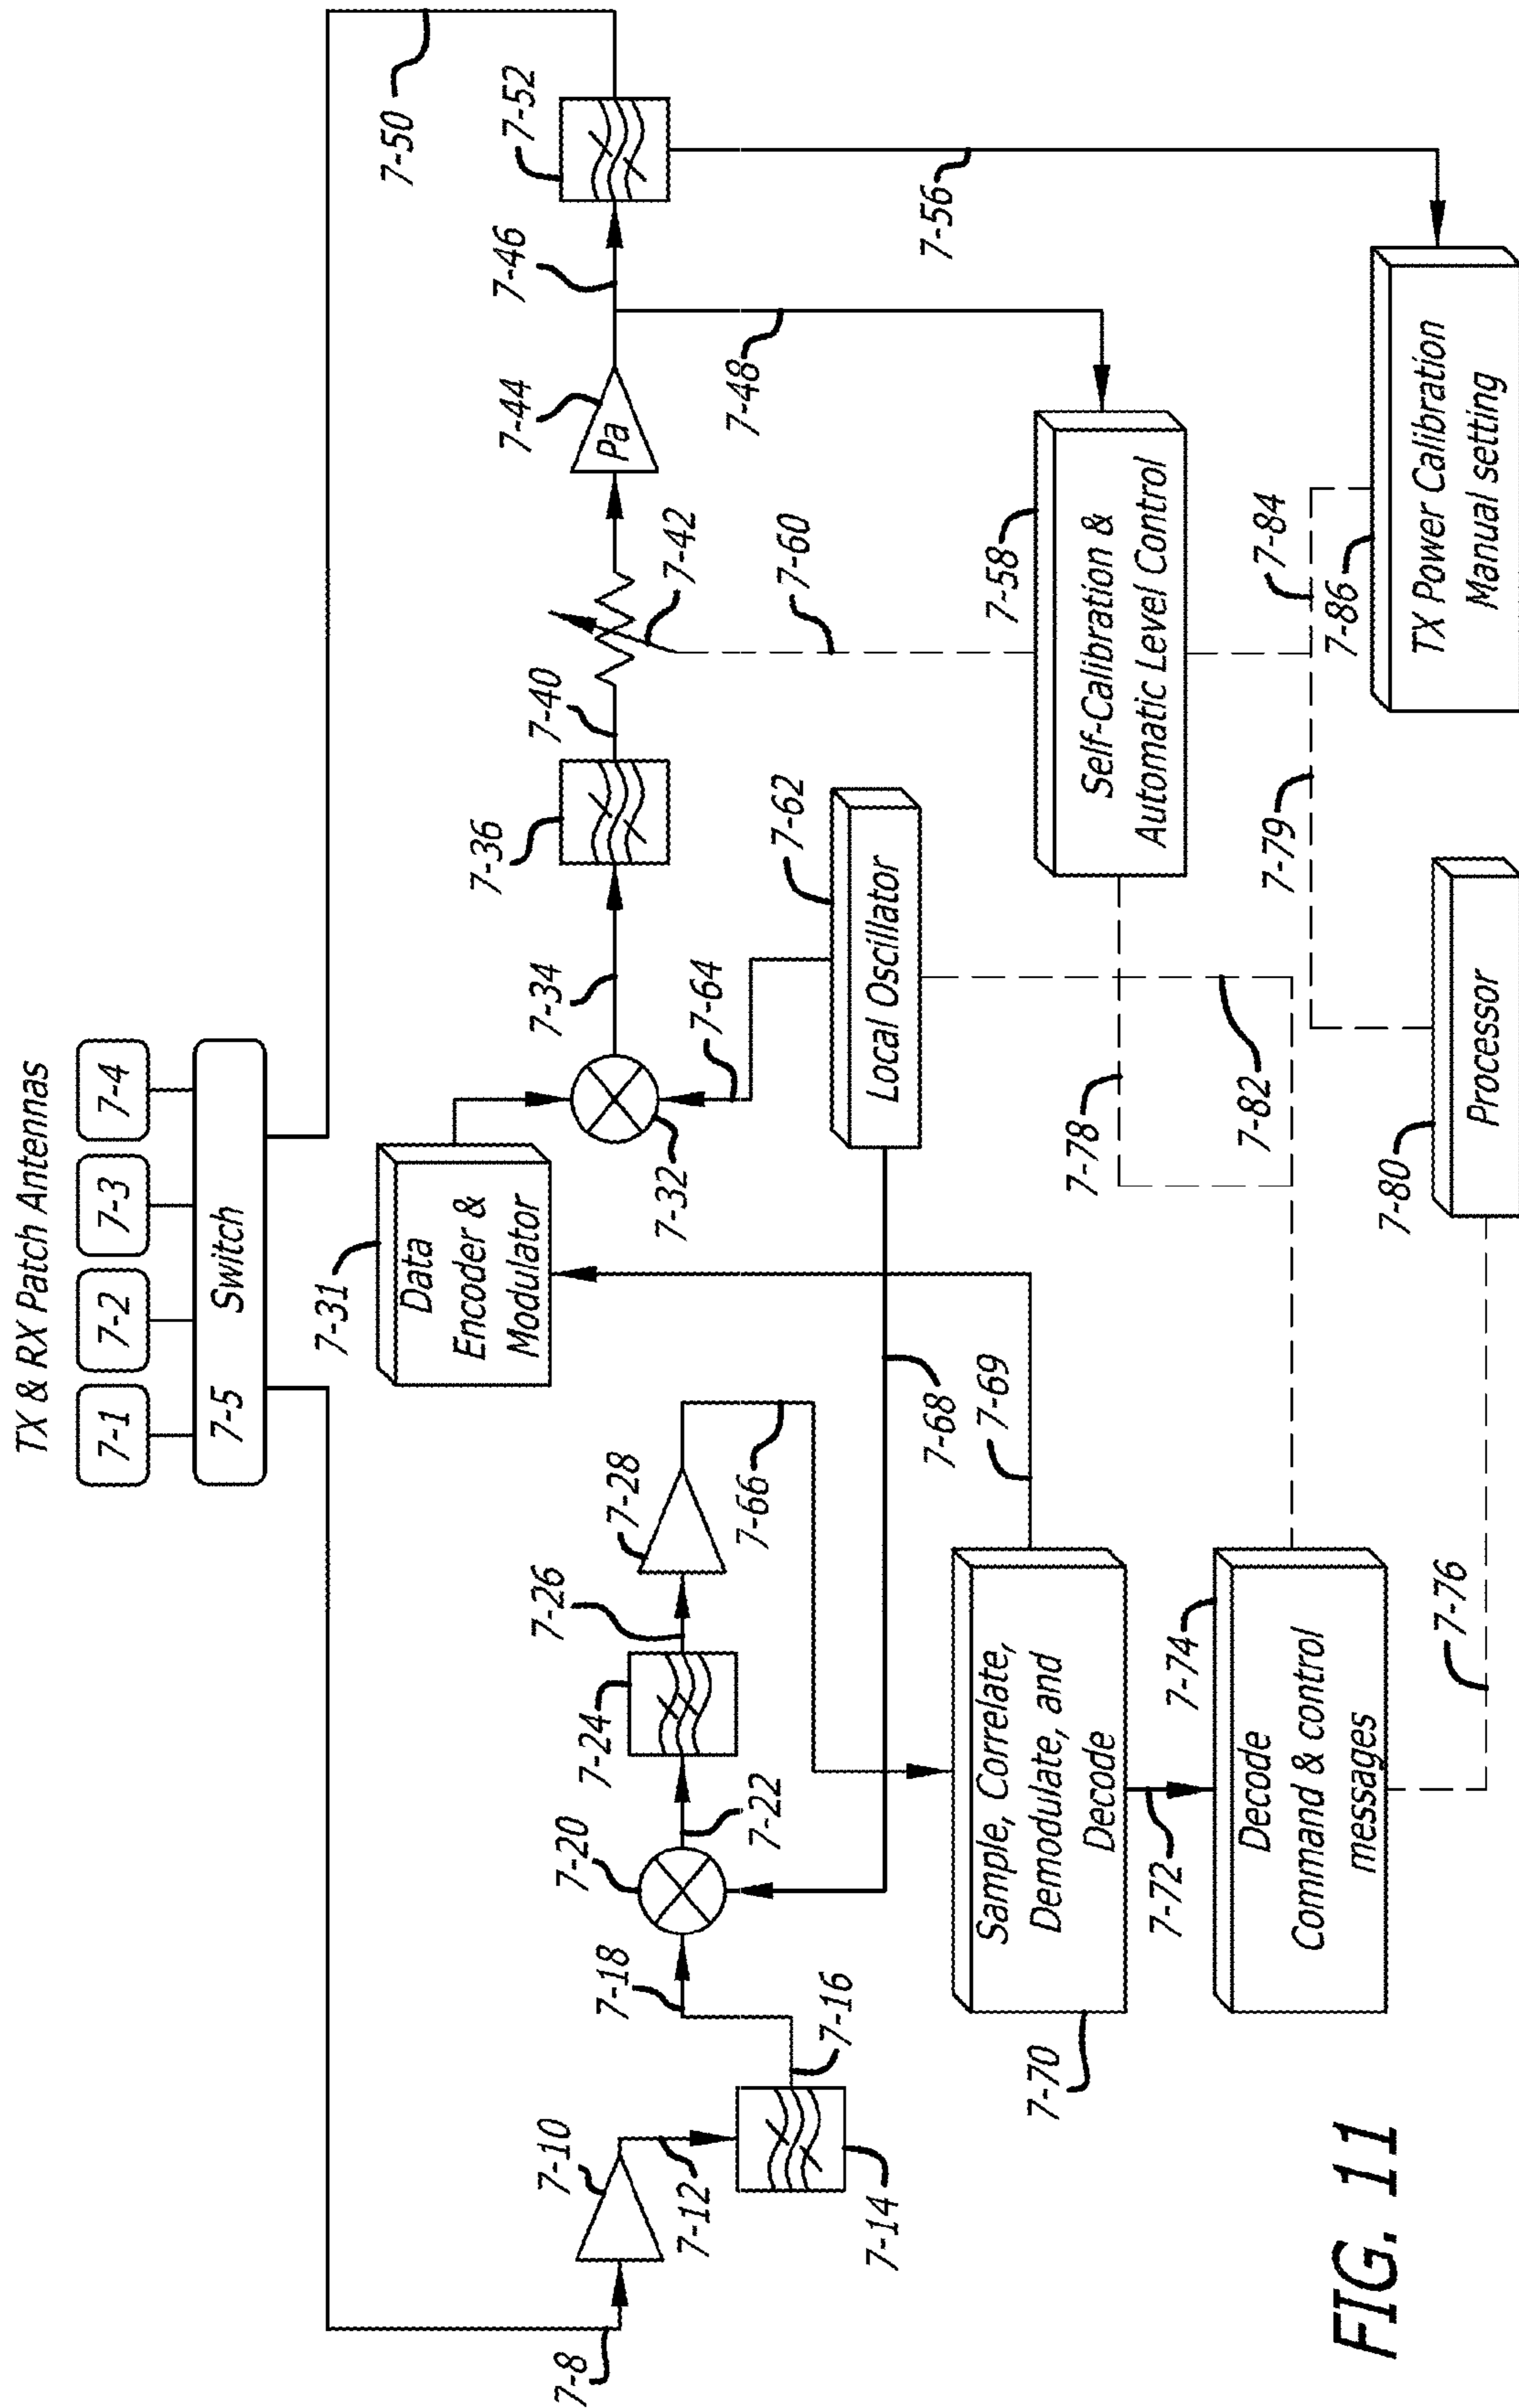 TX & RX Patch Antennas
7-1
7-2
7-3
7-4
7-5
Switch
7-50
7-31
Data
Encoder &
Modulator
7-8
7-10
7-12
7-14
7-16
7-18
7-20
7-22
7-24
7-26
7-28
7-66
7-32
7-34
7-36
7-40
7-42
7-44
Pa
7-46
7-52
7-64
7-62
Local Oscillator
7-60
7-48
7-56
7-68
7-69
7-70
Sample, Correlate,
Demodulate, and
Decode
7-72
7-74
Decode
Command & control
messages
7-76
7-78
7-82
7-58
Self-Calibration &
Automatic Level Control
7-79
7-84
7-86
TX Power Calibration
Manual setting
7-80
Processor
FIG. 11